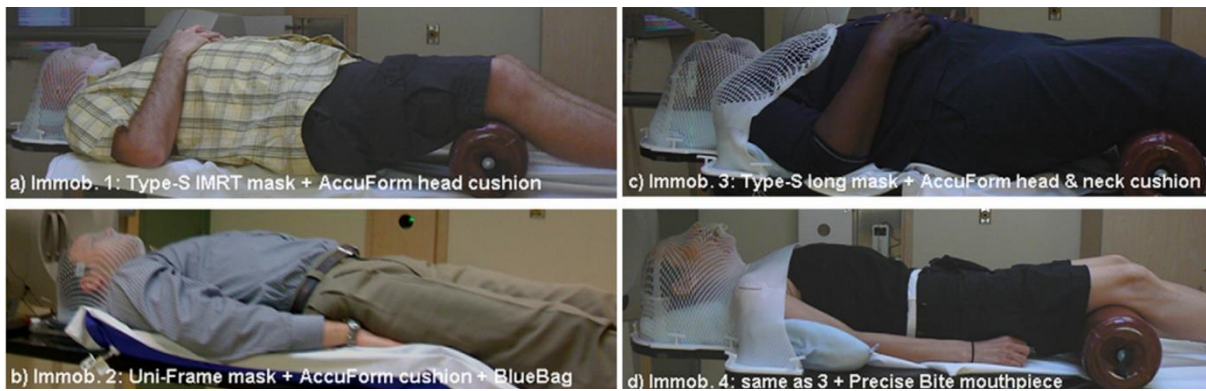 a) Immob. 1: Type-S IMRT mask + AccuForm head cushion
c) Immob. 3: Type-S long mask + AccuForm head & neck cushion
b) Immob. 2: Uni-Frame mask + AccuForm cushion + BlueBag
d) Immob. 4: same as 3 + Precise Bite mouthpiece